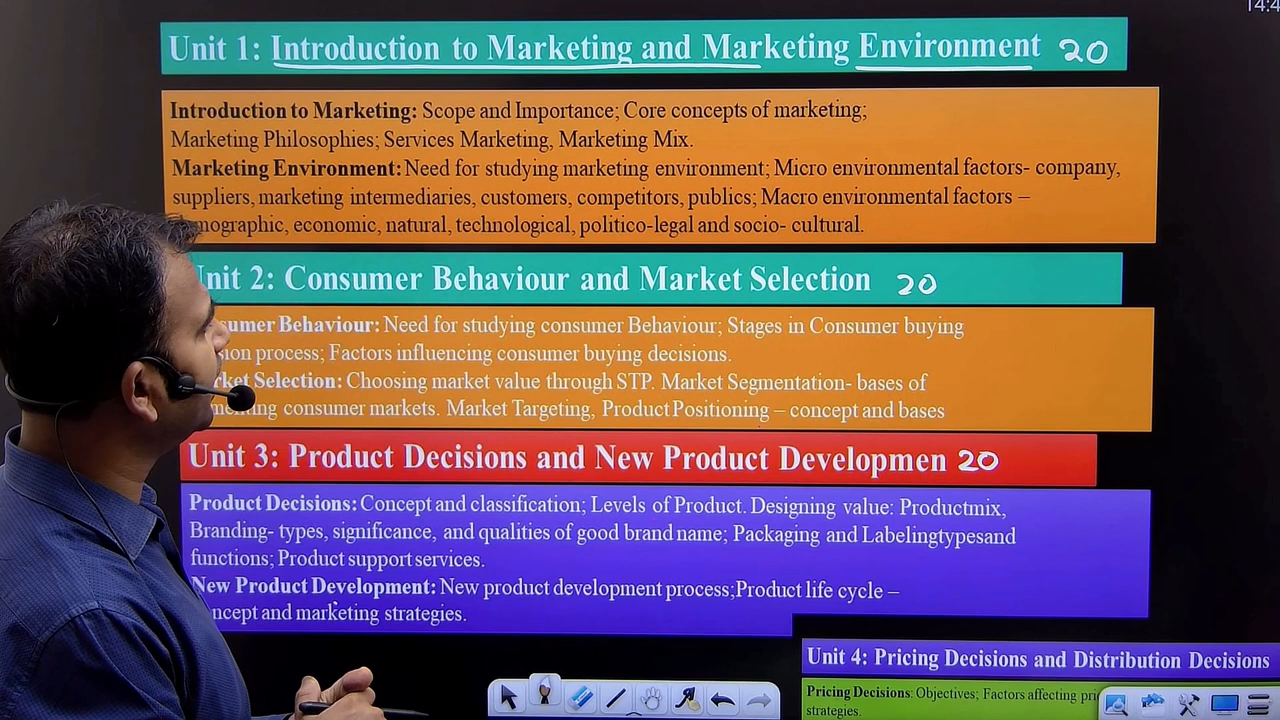 14:4
Unit 1: Introduction to Marketing and Marketing Environment 20
Introduction to Marketing: Scope and Importance; Core concepts of marketing;
Marketing Philosophies; Services Marketing, Marketing Mix.
Marketing Environment: Need for studying marketing environment; Micro environmental factors- company,
suppliers, marketing intermediaries, customers, competitors, publics; Macro environmental factors –
mographic, economic, natural, technological, politico-legal and socio- cultural.
Unit 2: Consumer Behaviour and Market Selection 20
sumer Behaviour: Need for studying consumer Behaviour; Stages in Consumer buying
ion process; Factors influencing consumer buying decisions.
rket Selection: Choosing market value through STP. Market Segmentation- bases of
menting consumer markets. Market Targeting, Product Positioning – concept and bases
Unit 3: Product Decisions and New Product Developmen 20
Product Decisions: Concept and classification; Levels of Product. Designing value: Productmix,
Branding- types, significance, and qualities of good brand name; Packaging and Labelingtypesand
functions; Product support services.
New Product Development: New product development process;Product life cycle –
ncept and marketing strategies.
Unit 4: Pricing Decisions and Distribution Decisions
Pricing Decisions: Objectives; Factors affecting pri
strategies.